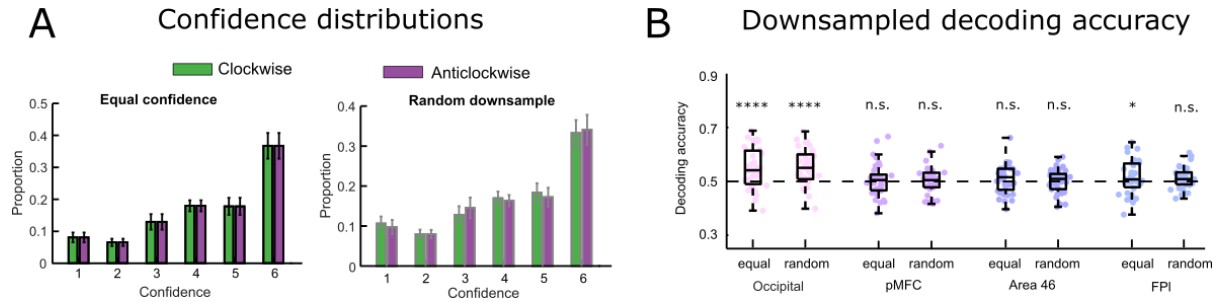 A
Confidence distributions
Clockwise
Anticlockwise
Equal confidence
Proportion
0.5
0.4
0.3
0.2
0.1
0
1 2 3 4 5 6
Confidence
Random downsample
Proportion
0.4
0.3
0.2
0.1
0
1 2 3 4 5 6
Confidence
B
Downsampled decoding accuracy
Decoding accuracy
0.9
0.7
0.5
0.3
**** **** n.s. n.s. n.s. n.s. * n.s.
equal random equal random equal random equal random
Occipital pMFC Area 46 FPl